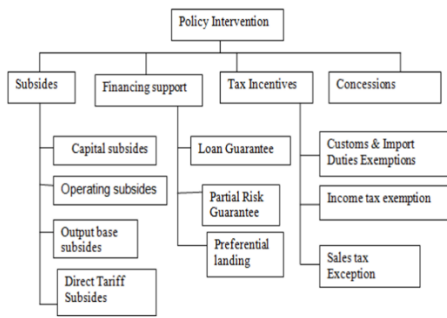 Policy Intervention
Subsides
Financing support
Tax Incentives
Concessions
Capital subsides
Operating subsides
Output base
subsides
Direct Tariff
Subsides
Loan Guarantee
Partial Risk
Guarantee
Preferential
landing
Customs & Import
Duties Exemptions
Income tax exemption
Sales tax
Exception